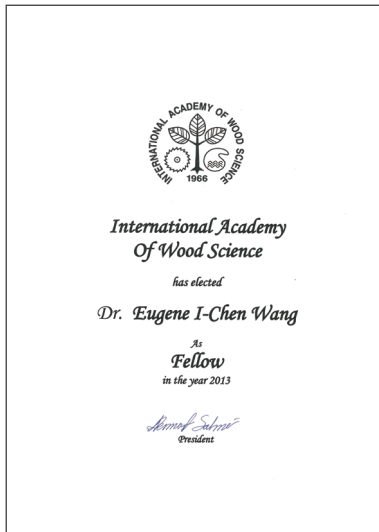 INTERNATIONAL ACADEMY OF WOOD SCIENCE
1966
International Academy
Of Wood Science
has elected
Dr. Eugene I-Chen Wang
As
Fellow
in the year 2013
President